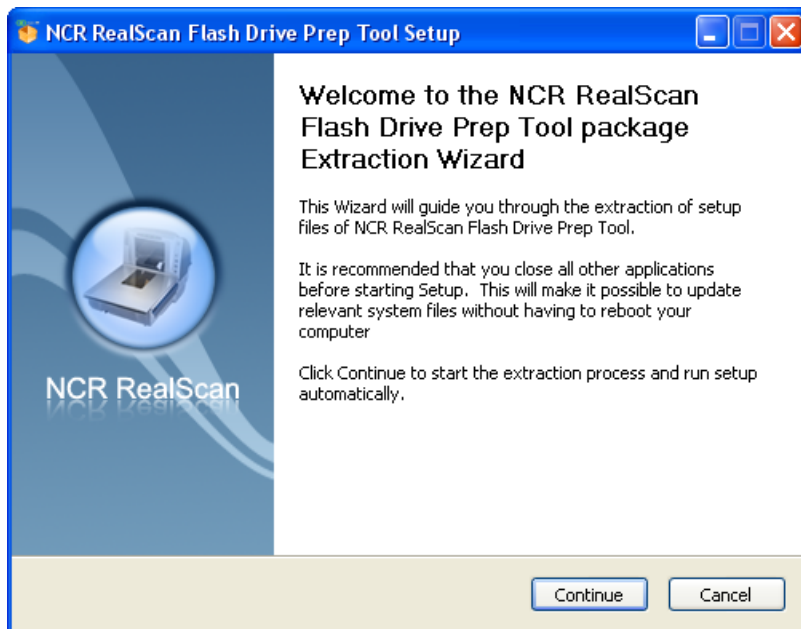 NCR RealScan Flash Drive Prep Tool Setup
Welcome to the NCR RealScan
Flash Drive Prep Tool package
Extraction Wizard
This Wizard will guide you through the extraction of setup
files of NCR RealScan Flash Drive Prep Tool.
It is recommended that you close all other applications
before starting Setup.  This will make it possible to update
relevant system files without having to reboot your
computer
Click Continue to start the extraction process and run setup
automatically.
NCR RealScan
Continue
Cancel